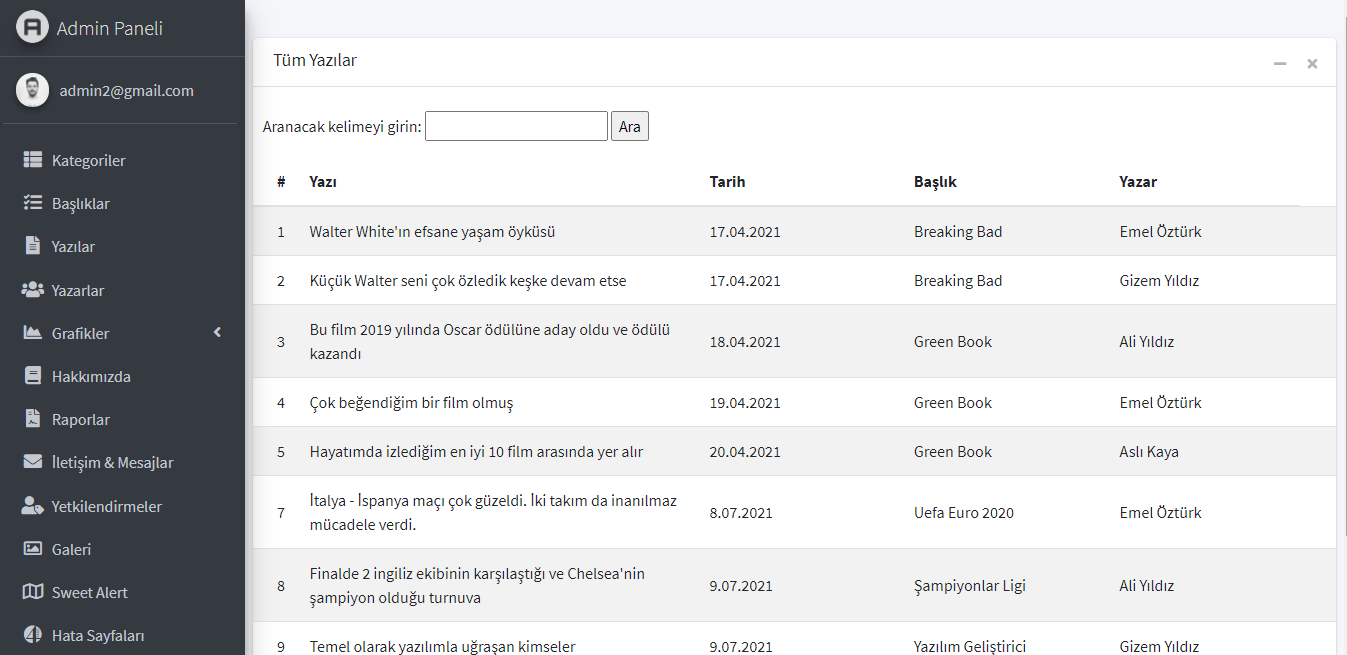 Admin Paneli
admin2@gmail.com
Kategoriler
Başlıklar
Yazılar
Yazarlar
Grafikler
Hakkımızda
Raporlar
İletişim & Mesajlar
Yetkilendirmeler
Galeri
Sweet Alert
Hata Sayfaları
Tüm Yazılar
Aranacak kelimeyi girin: Ara
# Yazı Tarih Başlık Yazar
1 Walter White'ın efsane yaşam öyküsü 17.04.2021 Breaking Bad Emel Öztürk
2 Küçük Walter seni çok özledik keşke devam etse 17.04.2021 Breaking Bad Gizem Yıldız
3 Bu film 2019 yılında Oscar ödülüne aday oldu ve ödülü
kazandı 18.04.2021 Green Book Ali Yıldız
4 Çok beğendiğim bir film olmuş 19.04.2021 Green Book Emel Öztürk
5 Hayatımda izlediğim en iyi 10 film arasında yer alır 20.04.2021 Green Book Aslı Kaya
7 İtalya - İspanya maçı çok güzeldi. İki takım da inanılmaz
mücadele verdi. 8.07.2021 Uefa Euro 2020 Emel Öztürk
8 Finalde 2 ingiliz ekibinin karşılaştığı ve Chelsea'nin
şampiyon olduğu turnuva 9.07.2021 Şampiyonlar Ligi Ali Yıldız
9 Temel olarak yazılımla uğraşan kimseler 9.07.2021 Yazılım Geliştirici Gizem Yıldız